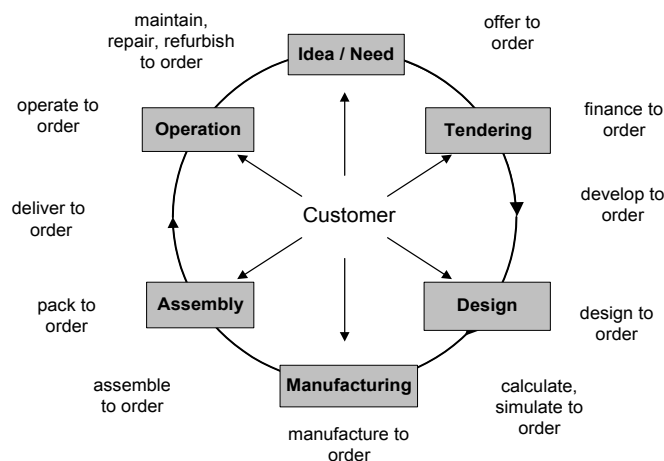 maintain,
repair, refurbish
to order
Idea / Need
offer to
order
operate to
order
Operation
Tendering
finance to
order
deliver to
order
Customer
develop to
order
pack to
order
Assembly
Design
design to
order
assemble
to order
Manufacturing
calculate,
simulate to
order
manufacture to
order